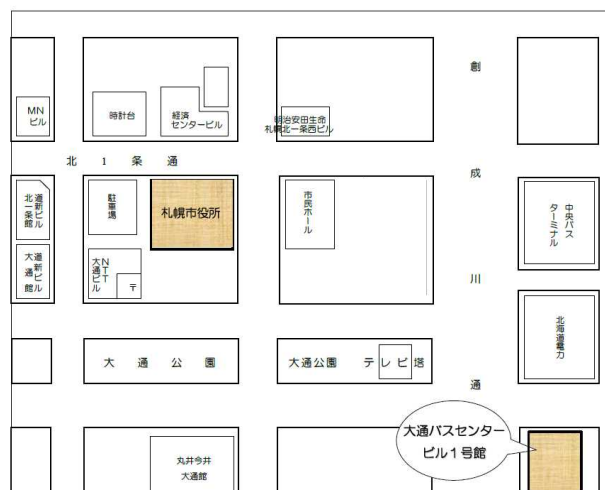 MN
ビル
時計台
経済
センタービル
明治安田生命
札幌北一条西ビル
創
北1条通
成
道新ビル
北一条館
駐車場
札幌市役所
市民ホール
中央バス
ターミナル
道新ビル
大通館
NTT
大通ビル
〒
川
北海道電力
大通公園
大通公園 テレビ塔
通
大通バスセンター
ビル1号館
丸井今井
大通館